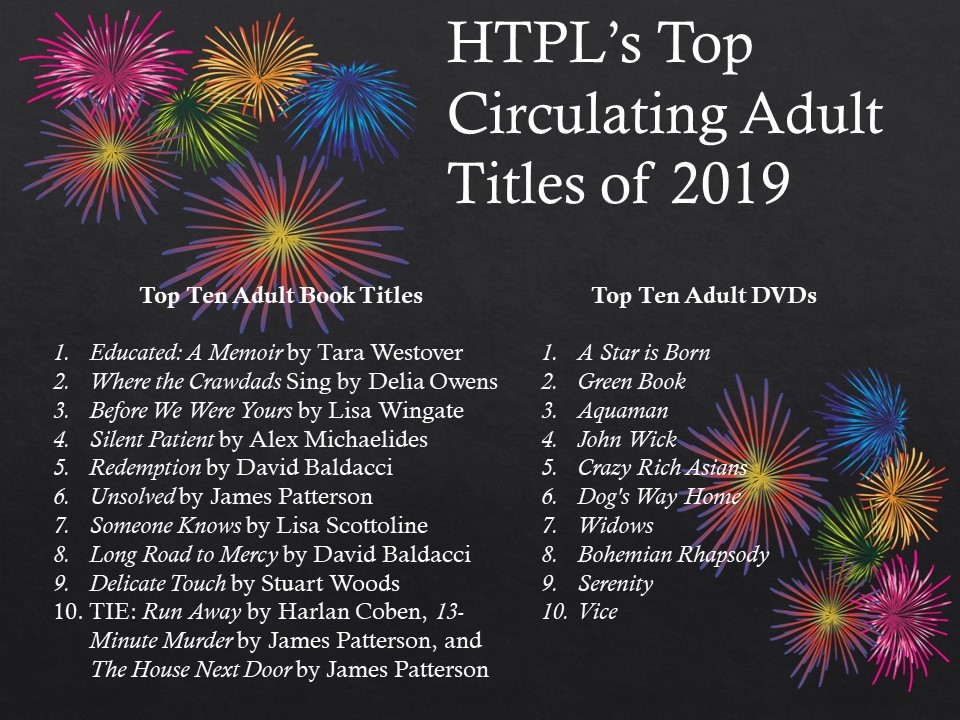 HTPL’s Top
Circulating Adult
Titles of 2019
Top Ten Adult Book Titles
1. Educated: A Memoir by Tara Westover
2. Where the Crawdads Sing by Delia Owens
3. Before We Were Yours by Lisa Wingate
4. Silent Patient by Alex Michaelides
5. Redemption by David Baldacci
6. Unsolved by James Patterson
7. Someone Knows by Lisa Scottoline
8. Long Road to Mercy by David Baldacci
9. Delicate Touch by Stuart Woods
10. TIE: Run Away by Harlan Coben, 13-
Minute Murder by James Patterson, and
The House Next Door by James Patterson
Top Ten Adult DVDs
1. A Star is Born
2. Green Book
3. Aquaman
4. John Wick
5. Crazy Rich Asians
6. Dog's Way Home
7. Widows
8. Bohemian Rhapsody
9. Serenity
10. Vice